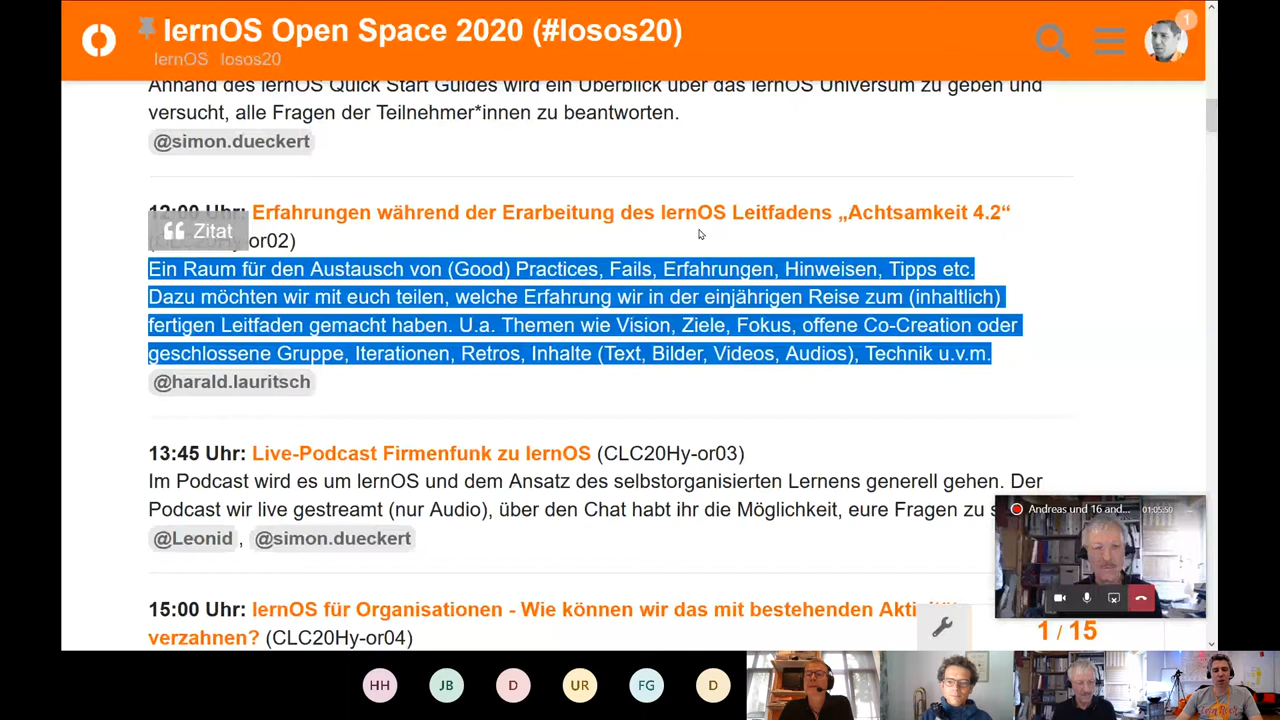 lernOS Open Space 2020 (#losos20)
lernOS losos20
1
Anhand des lernOS Quick Start Guides wird ein Überblick über das lernOS Universum zu geben und
versucht, alle Fragen der Teilnehmer*innen zu beantworten.
@simon.dueckert
12:00 Uhr: Erfahrungen während der Erarbeitung des lernOS Leitfadens „Achtsamkeit 4.2“
Zitat
or02)
Ein Raum für den Austausch von (Good) Practices, Fails, Erfahrungen, Hinweisen, Tipps etc.
Dazu möchten wir mit euch teilen, welche Erfahrung wir in der einjährigen Reise zum (inhaltlich)
fertigen Leitfaden gemacht haben. U.a. Themen wie Vision, Ziele, Fokus, offene Co-Creation oder
geschlossene Gruppe, Iterationen, Retros, Inhalte (Text, Bilder, Videos, Audios), Technik u.v.m.
@harald.lauritsch
13:45 Uhr: Live-Podcast Firmenfunk zu lernOS (CLC20Hy-or03)
Im Podcast wird es um lernOS und dem Ansatz des selbstorganisierten Lernens generell gehen. Der
Podcast wir live gestreamt (nur Audio), über den Chat habt ihr die Möglichkeit, eure Fragen zu s
@Leonid , @simon.dueckert
Andreas und 16 and... 01:05:50
15:00 Uhr: lernOS für Organisationen - Wie können wir das mit bestehenden
verzahnen? (CLC20Hy-or04)
1 / 15
HH JB D UR FG D